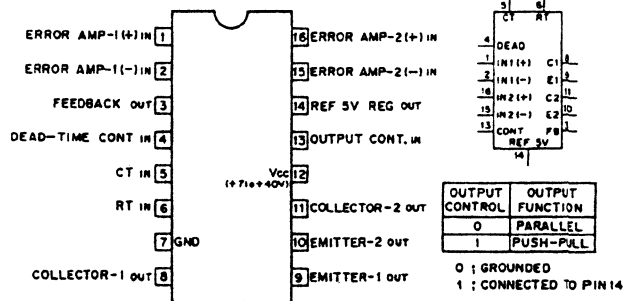 ERROR AMP-1(+) IN 1
ERROR AMP-1(-) IN 2
FEEDBACK OUT 3
DEAD-TIME CONT IN 4
CT IN 5
RT IN 6
7 GND
COLLECTOR-1 OUT 8
16 ERROR AMP-2(+) IN
15 ERROR AMP-2(-) IN
14 REF 5V REG OUT
13 OUTPUT CONT. IN
Vcc 12
(+7 to +40V)
11 COLLECTOR-2 OUT
10 EMITTER-2 OUT
9 EMITTER-1 OUT
5 6
CT RT
4 DEAD
1 IN1 (+) C1 8
2 IN1 (-) E1 9
16 IN2 (+) C2 11
15 IN2 (-) E2 10
13 CONT FB 3
REF 5V
14
OUTPUT CONTROL OUTPUT FUNCTION
0 PARALLEL
1 PUSH-PULL
0 ; GROUNDED
1 ; CONNECTED TO PIN 14